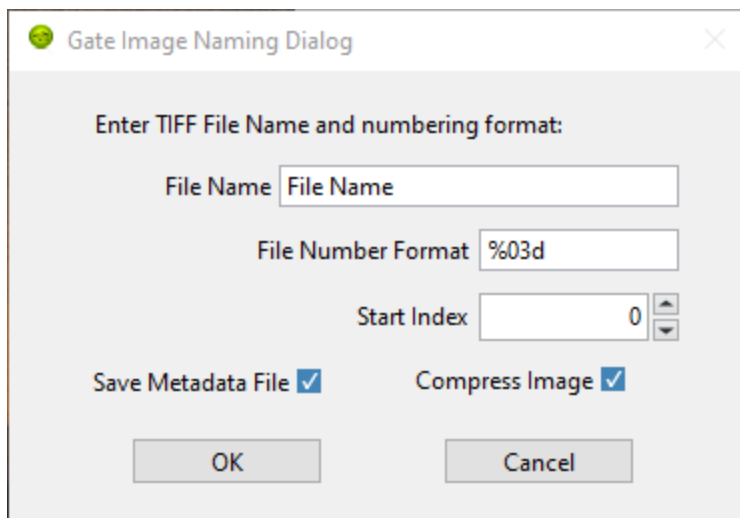 Gate Image Naming Dialog
Enter TIFF File Name and numbering format:
File Name File Name
File Number Format %03d
Start Index 0
Save Metadata File Compress Image
OK Cancel